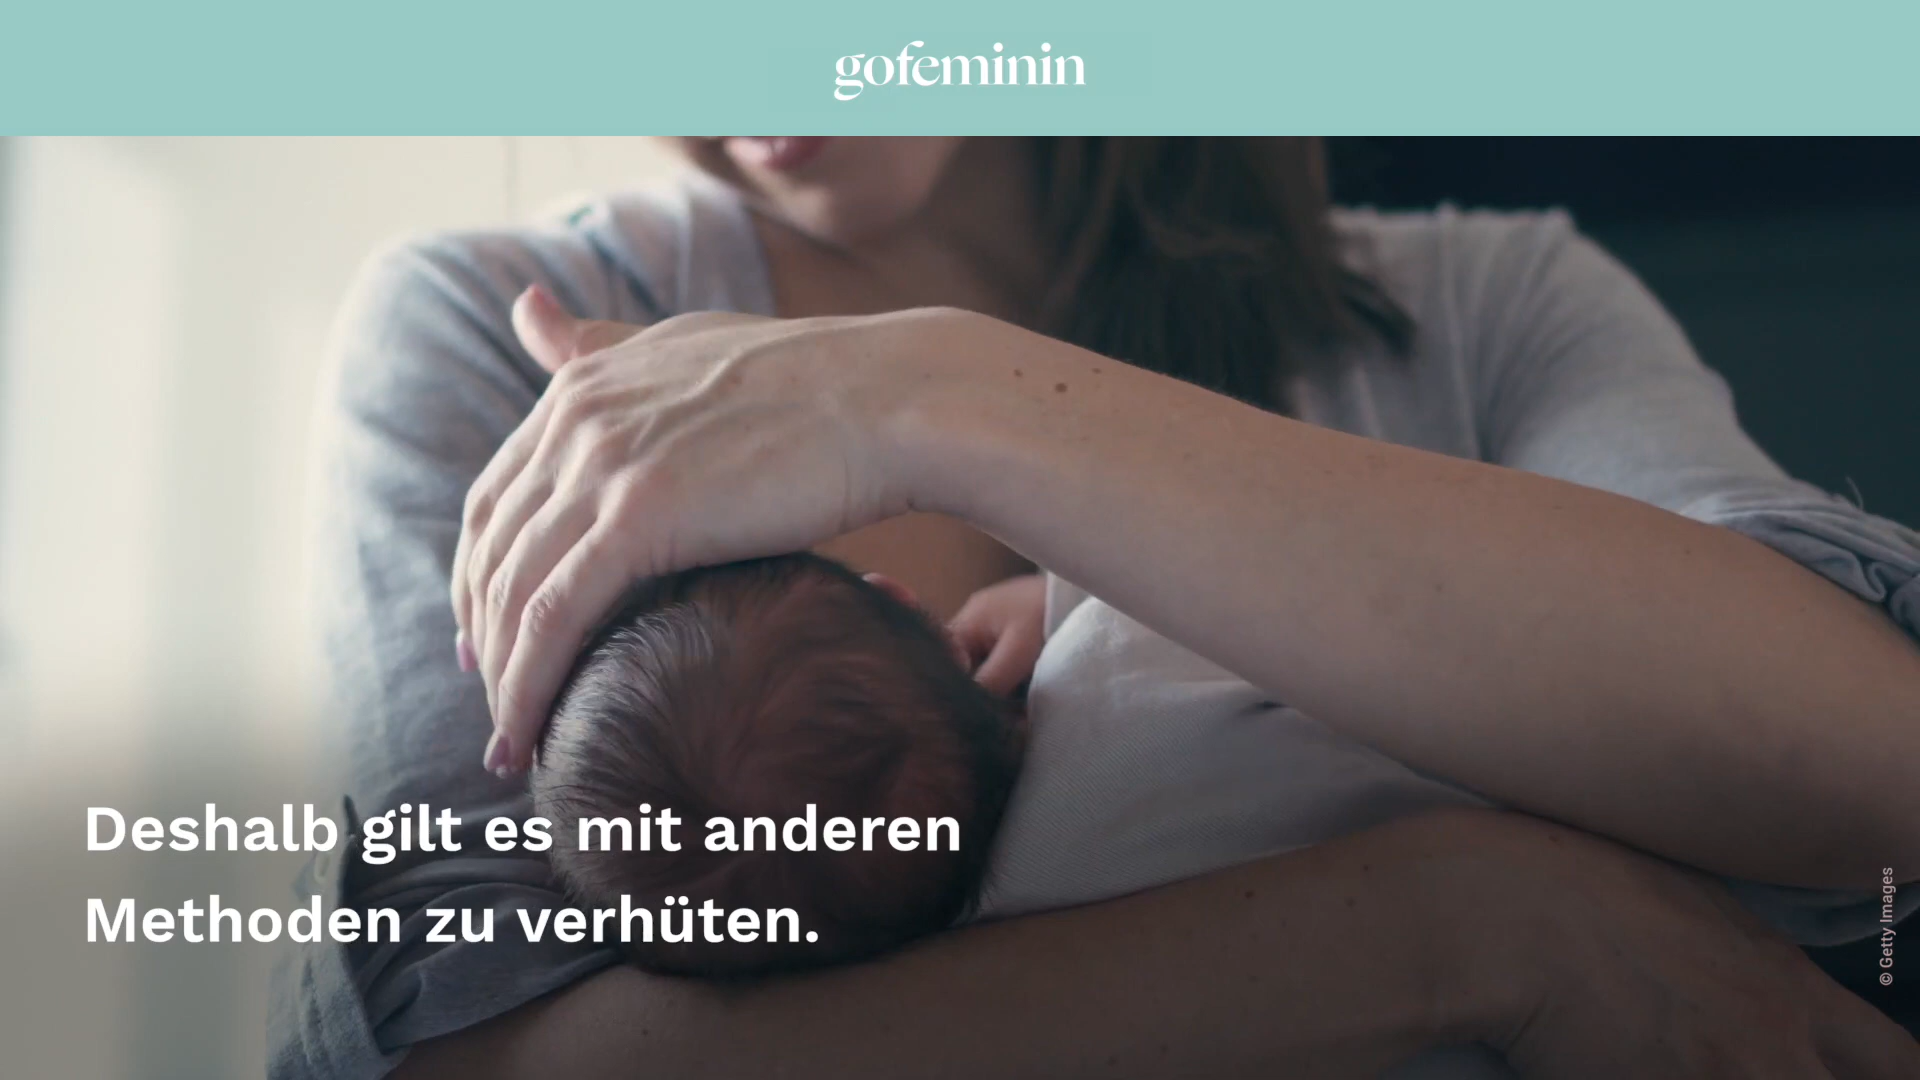 gofeminin
Deshalb gilt es mit anderen
Methoden zu verhüten.
© Getty Images